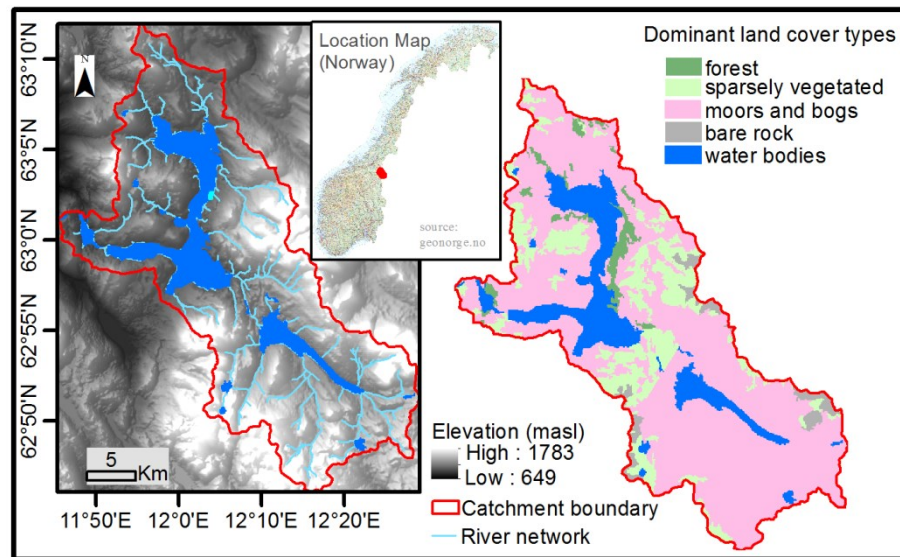 63°10'N
63°5'N
63°0'N
62°55'N
62°50'N
N
5
Km
11°50'E
12°0'E
12°10'E
12°20'E
Location Map
(Norway)
source:
geonorge.no
Elevation (masl)
High : 1783
Low : 649
Catchment boundary
River network
Dominant land cover types
forest
sparsely vegetated
moors and bogs
bare rock
water bodies